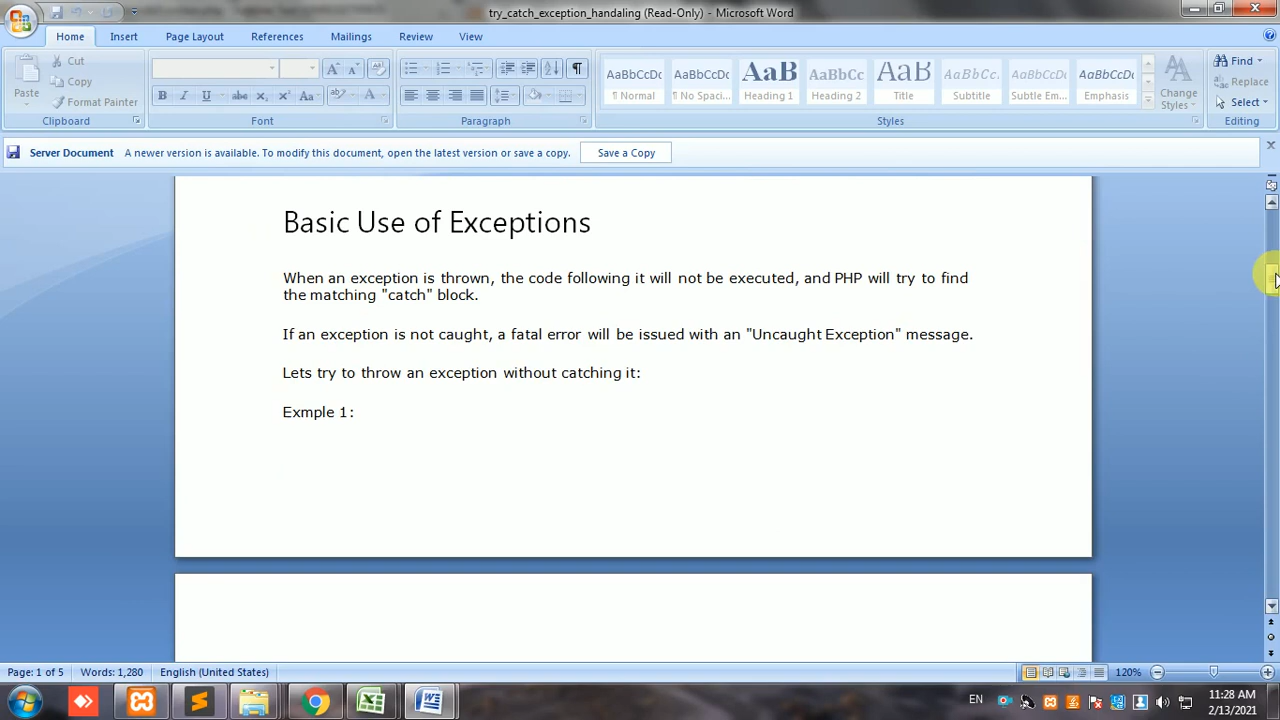 try_catch_exception_handaling (Read-Only) - Microsoft Word
Home Insert Page Layout References Mailings Review View
Paste
Cut
Copy
Format Painter
Clipboard
Font
Paragraph
AaBbCcDc AaBbCcDc AaB AaBbCc AaB AaBbCc. AaBbCcDc AaBbCcDc
¶ Normal ¶ No Spaci... Heading 1 Heading 2 Title Subtitle Subtle Em... Emphasis
Change
Styles
Styles
Find
Replace
Select
Editing
Server Document A newer version is available. To modify this document, open the latest version or save a copy. Save a Copy
Basic Use of Exceptions
When an exception is thrown, the code following it will not be executed, and PHP will try to find
the matching "catch" block.
If an exception is not caught, a fatal error will be issued with an "Uncaught Exception" message.
Lets try to throw an exception without catching it:
Exmple 1:
Page: 1 of 5 Words: 1,280 English (United States) 120%
EN 11:28 AM
2/13/2021